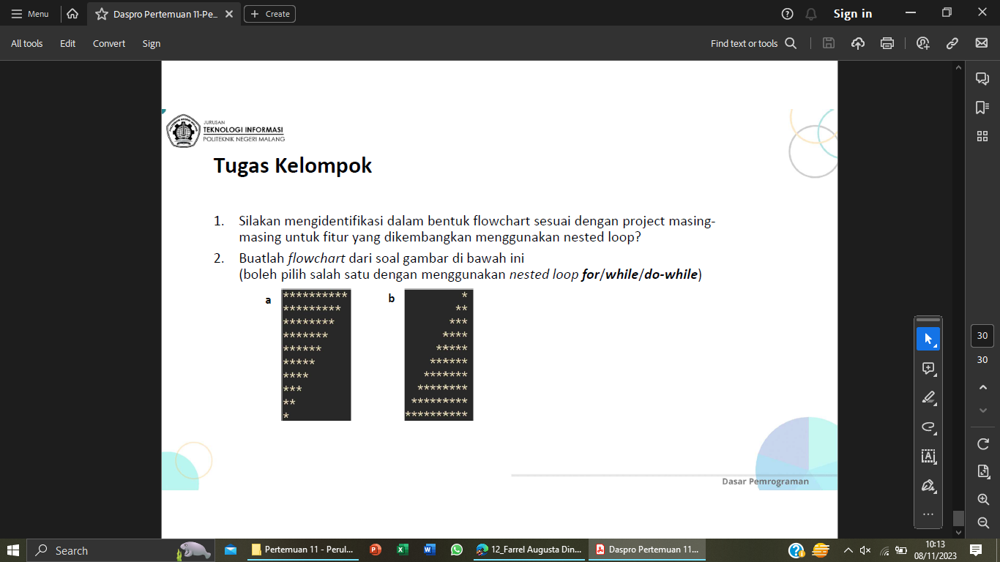 Menu
Daspro Pertemuan 11-Pe...
Create
Sign in
All tools
Edit
Convert
Sign
Find text or tools
JURUSAN
TEKNOLOGI INFORMASI
POLITEKNIK NEGERI MALANG
Tugas Kelompok
1. Silakan mengidentifikasi dalam bentuk flowchart sesuai dengan project masing-
masing untuk fitur yang dikembangkan menggunakan nested loop?
2. Buatlah flowchart dari soal gambar di bawah ini
(boleh pilih salah satu dengan menggunakan nested loop for/while/do-while)
a
**********
*********
********
*******
******
*****
****
***
**
*
b
*
**
***
****
*****
******
*******
********
*********
**********
Dasar Pemrograman
30
30
Search
Pertemuan 11 - Perul...
12_Farrel Augusta Din...
Daspro Pertemuan 11...
10:13
08/11/2023